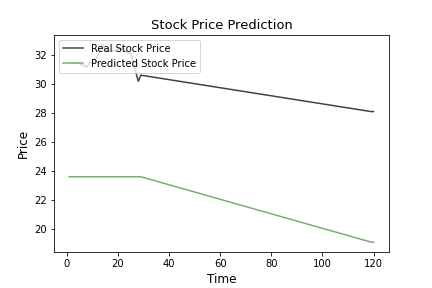 Stock Price Prediction
Real Stock Price
Predicted Stock Price
Price
32
30
28
26
24
22
20
0 20 40 60 80 100 120
Time